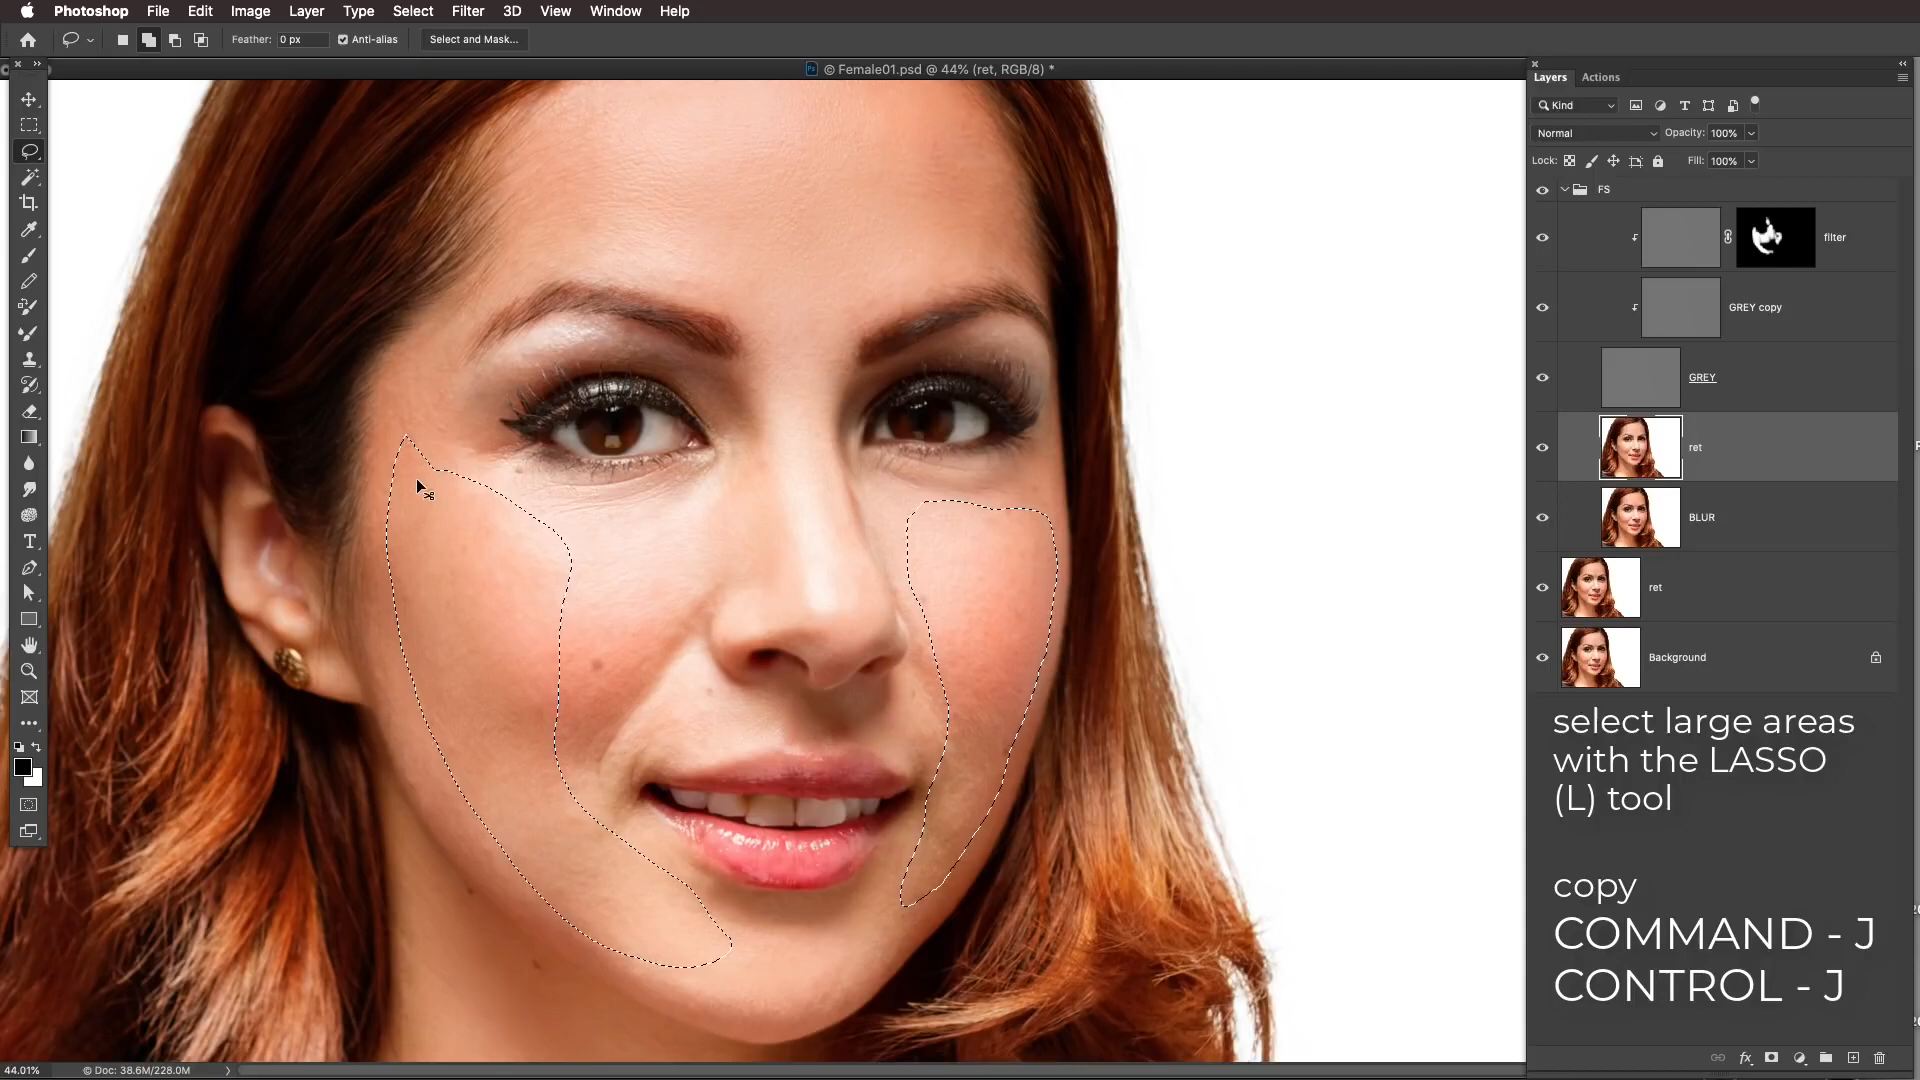 Photoshop File Edit Image Layer Type Select Filter 3D View Window Help
Feather: 0 px Anti-alias Select and Mask...
Ps © Female01.psd @ 44% (ret, RGB/8) *
Layers Actions
Kind
Normal Opacity: 100%
Lock: Fill: 100%
FS
filter
GREY copy
GREY
ret
BLUR
ret
Background
select large areas
with the LASSO
(L) tool
copy
COMMAND - J
CONTROL - J
44.01% © Doc: 38.6M/228.0M